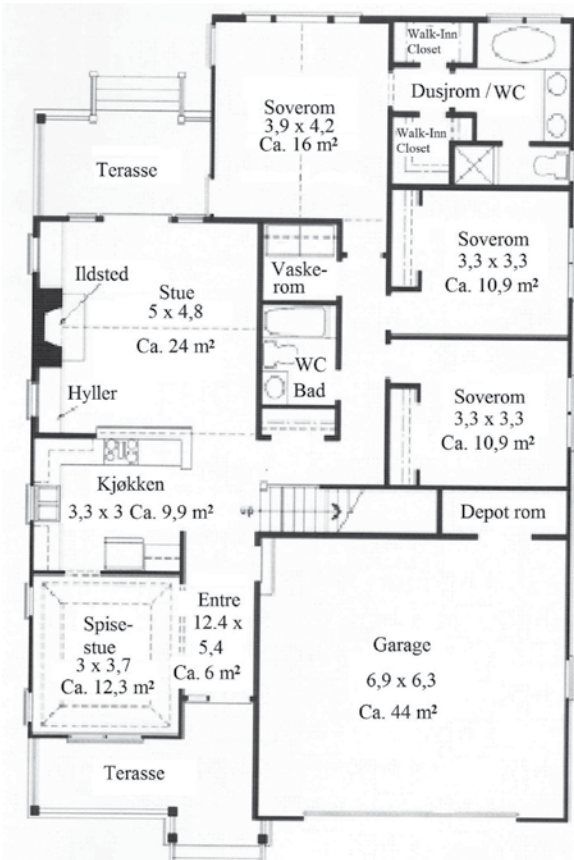 Walk-Inn
Closet
Dusjrom / WC
Soverom
3,9 x 4,2
Ca. 16 m²
Walk-Inn
Closet
Terasse
Soverom
3,3 x 3,3
Ca. 10,9 m²
Vaske-
rom
Ildsted
Stue
5 x 4,8
Ca. 24 m²
WC
Bad
Soverom
3,3 x 3,3
Ca. 10,9 m²
Hyller
Kjøkken
3,3 x 3 Ca. 9,9 m²
up
Depot rom
Entre
12.4 x
5,4
Ca. 6 m²
Spise-
stue
3 x 3,7
Ca. 12,3 m²
Garage
6,9 x 6,3
Ca. 44 m²
Terasse